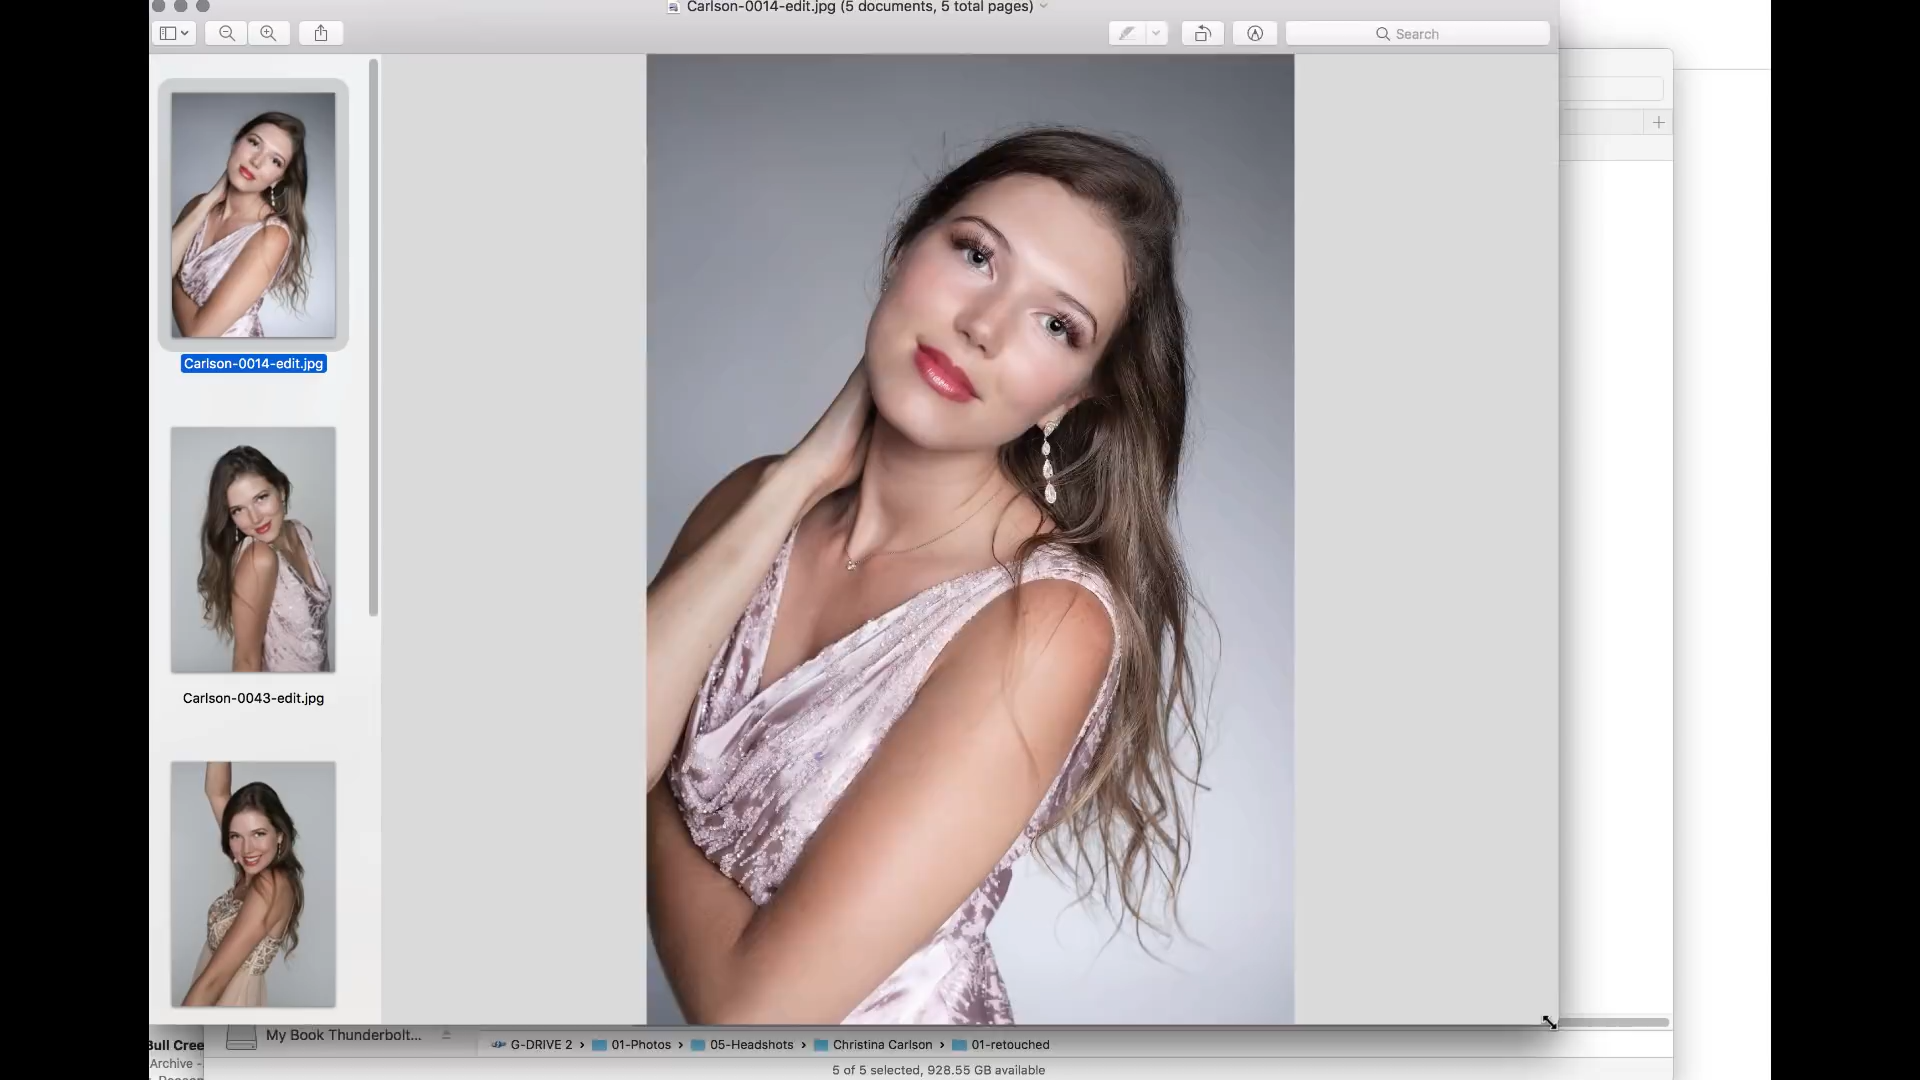 Carlson-0014-edit.jpg (5 documents, 5 total pages)
Search
Carlson-0014-edit.jpg
Carlson-0043-edit.jpg
My Book Thunderbolt...
Bull Cree
Archive -
G-DRIVE 2 › 01-Photos › 05-Headshots › Christina Carlson › 01-retouched
5 of 5 selected, 928.55 GB available